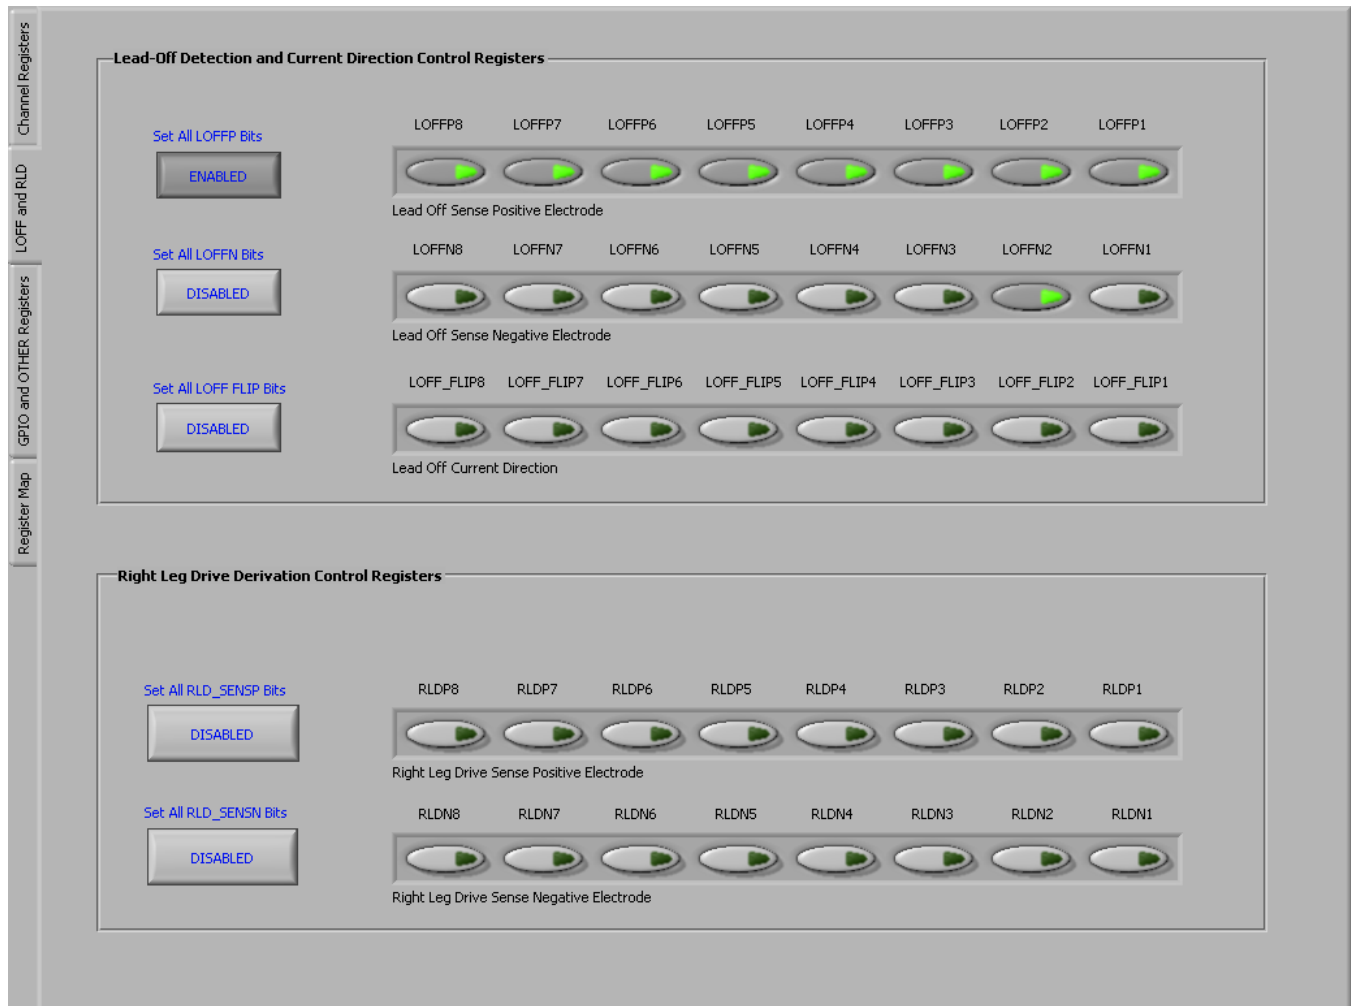 Channel Registers
LOFF and RLD
GPIO and OTHER Registers
Register Map
Lead-Off Detection and Current Direction Control Registers
Set All LOFFP Bits
ENABLED
LOFFP8 LOFFP7 LOFFP6 LOFFP5 LOFFP4 LOFFP3 LOFFP2 LOFFP1
Lead Off Sense Positive Electrode
Set All LOFFN Bits
DISABLED
LOFFN8 LOFFN7 LOFFN6 LOFFN5 LOFFN4 LOFFN3 LOFFN2 LOFFN1
Lead Off Sense Negative Electrode
Set All LOFF FLIP Bits
DISABLED
LOFF_FLIP8 LOFF_FLIP7 LOFF_FLIP6 LOFF_FLIP5 LOFF_FLIP4 LOFF_FLIP3 LOFF_FLIP2 LOFF_FLIP1
Lead Off Current Direction
Right Leg Drive Derivation Control Registers
Set All RLD_SENSP Bits
DISABLED
RLDP8 RLDP7 RLDP6 RLDP5 RLDP4 RLDP3 RLDP2 RLDP1
Right Leg Drive Sense Positive Electrode
Set All RLD_SENSN Bits
DISABLED
RLDN8 RLDN7 RLDN6 RLDN5 RLDN4 RLDN3 RLDN2 RLDN1
Right Leg Drive Sense Negative Electrode